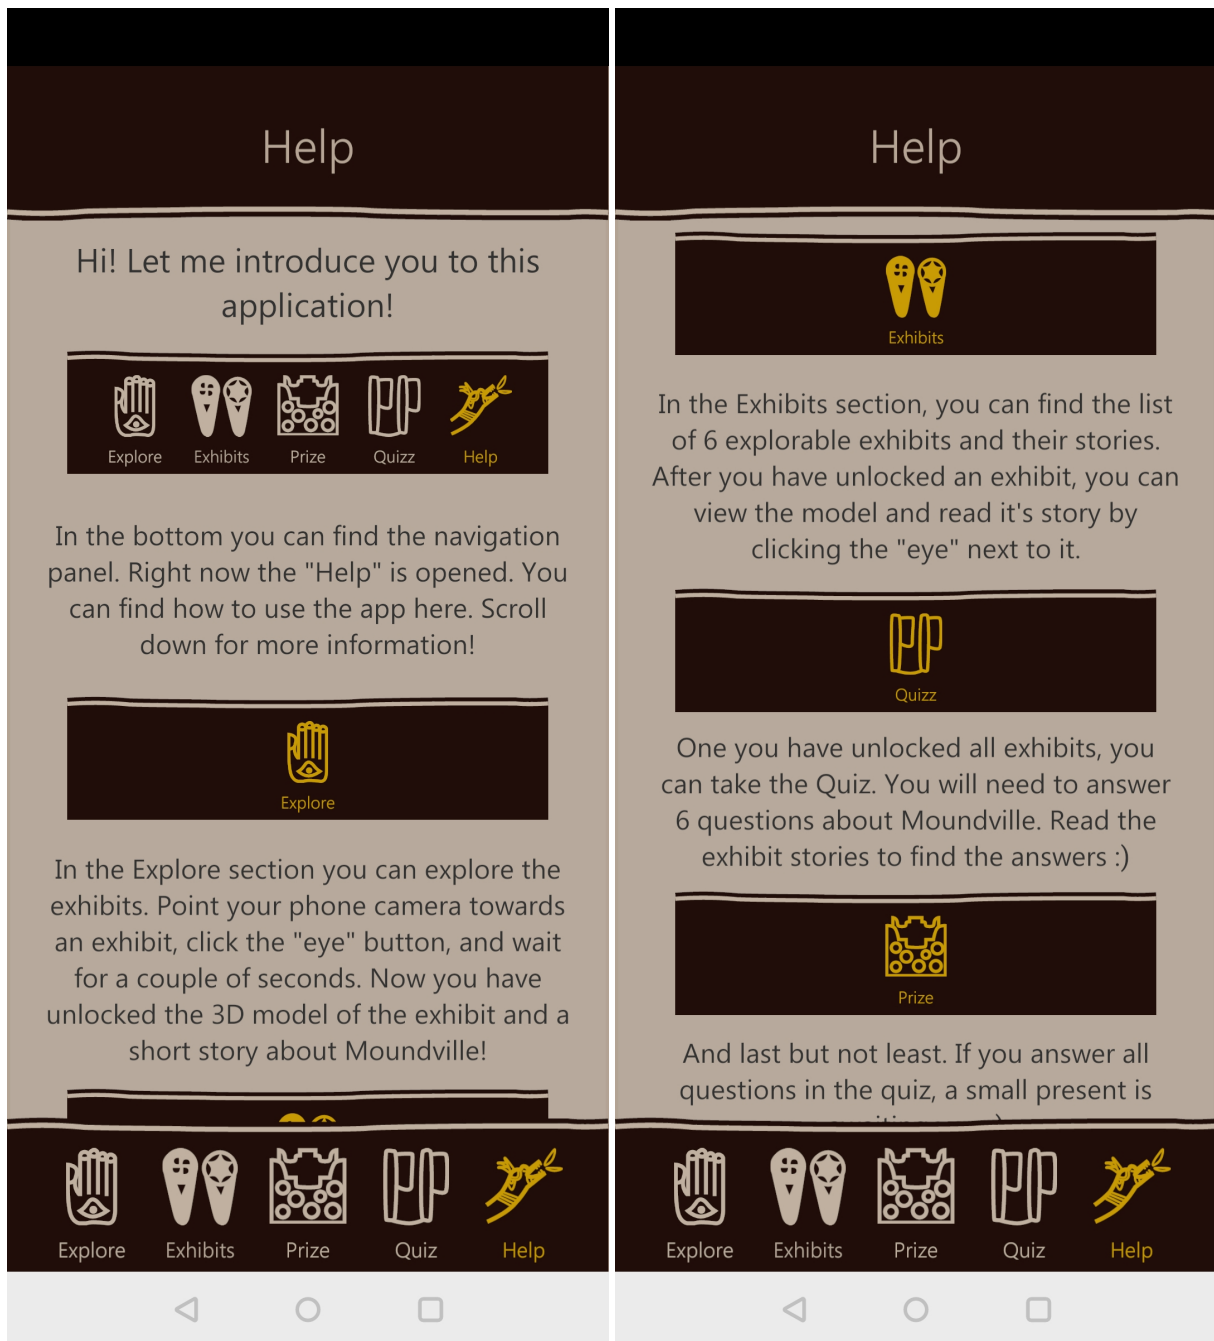 Help
Hi! Let me introduce you to this
application!
Explore Exhibits Prize Quizz Help
In the bottom you can find the navigation
panel. Right now the "Help" is opened. You
can find how to use the app here. Scroll
down for more information!
Explore
In the Explore section you can explore the
exhibits. Point your phone camera towards
an exhibit, click the "eye" button, and wait
for a couple of seconds. Now you have
unlocked the 3D model of the exhibit and a
short story about Moundville!
Explore Exhibits Prize Quiz Help
Help
Exhibits
In the Exhibits section, you can find the list
of 6 explorable exhibits and their stories.
After you have unlocked an exhibit, you can
view the model and read it's story by
clicking the "eye" next to it.
Quizz
One you have unlocked all exhibits, you
can take the Quiz. You will need to answer
6 questions about Moundville. Read the
exhibit stories to find the answers :)
Prize
And last but not least. If you answer all
questions in the quiz, a small present is
Explore Exhibits Prize Quiz Help